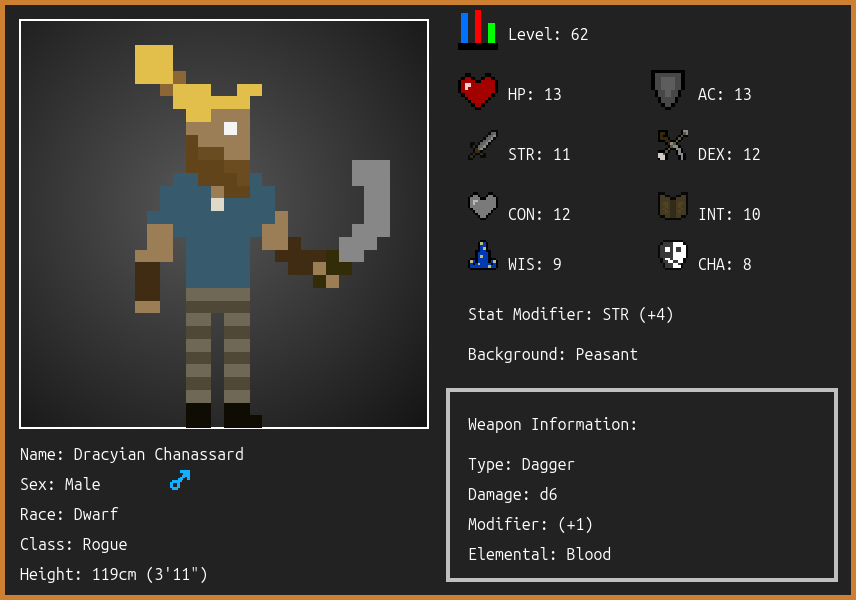 Level: 62
HP: 13
AC: 13
STR: 11
DEX: 12
CON: 12
INT: 10
WIS: 9
CHA: 8
Stat Modifier: STR (+4)
Background: Peasant
Weapon Information:
Type: Dagger
Damage: d6
Modifier: (+1)
Elemental: Blood
Name: Dracyian Chanassard
Sex: Male
Race: Dwarf
Class: Rogue
Height: 119cm (3'11")